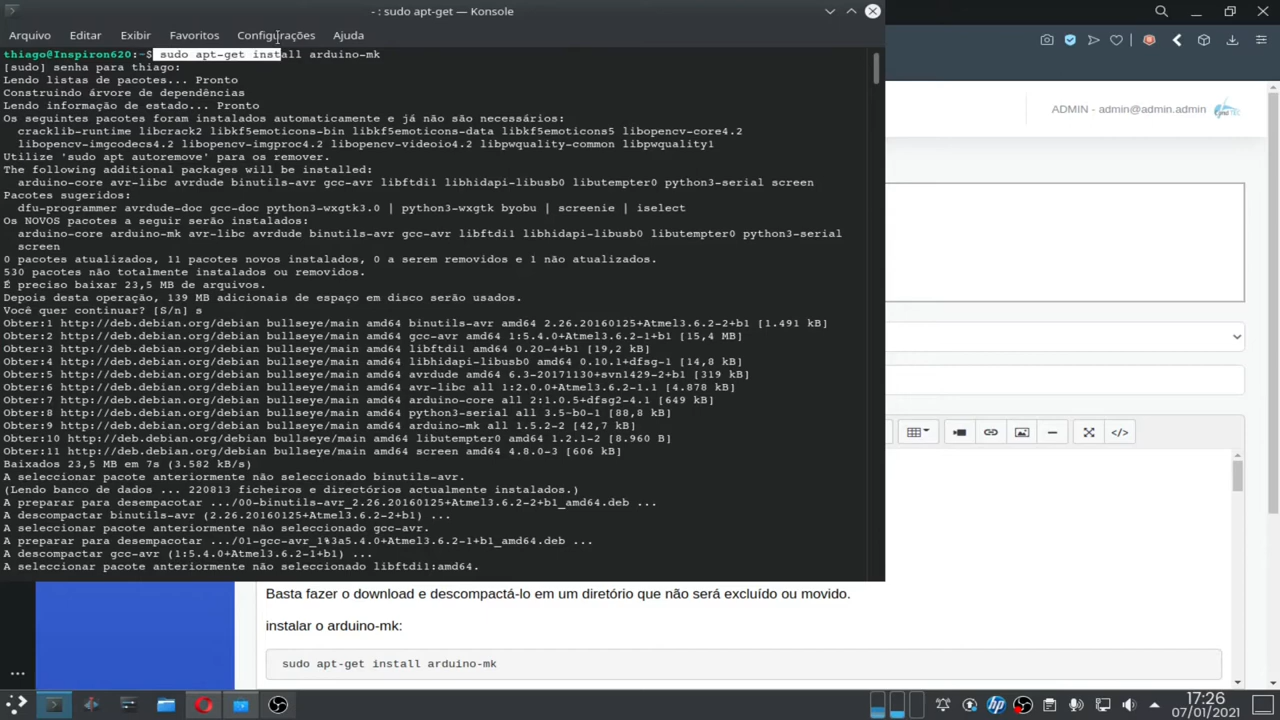 - : sudo apt-get — Konsole
Arquivo Editar Exibir Favoritos Configurações Ajuda
thiago@Inspiron620:~$ sudo apt-get install arduino-mk
[sudo] senha para thiago:
Lendo listas de pacotes... Pronto
Construindo árvore de dependências
Lendo informação de estado... Pronto
Os seguintes pacotes foram instalados automaticamente e já não são necessários:
cracklib-runtime libcrack2 libkf5emoticons-bin libkf5emoticons-data libkf5emoticons5 libopencv-core4.2
libopencv-imgcodecs4.2 libopencv-imgproc4.2 libopencv-videoio4.2 libpwquality-common libpwquality1
Utilize 'sudo apt autoremove' para os remover.
The following additional packages will be installed:
arduino-core avr-libc avrdude binutils-avr gcc-avr libftdi1 libhidapi-libusb0 libutempter0 python3-serial screen
Pacotes sugeridos:
dfu-programmer avrdude-doc gcc-doc python3-wxgtk3.0 | python3-wxgtk byobu | screenie | iselect
Os NOVOS pacotes a seguir serão instalados:
arduino-core arduino-mk avr-libc avrdude binutils-avr gcc-avr libftdi1 libhidapi-libusb0 libutempter0 python3-serial
screen
0 pacotes atualizados, 11 pacotes novos instalados, 0 a serem removidos e 1 não atualizados.
530 pacotes não totalmente instalados ou removidos.
É preciso baixar 23,5 MB de arquivos.
Depois desta operação, 139 MB adicionais de espaço em disco serão usados.
Você quer continuar? [S/n] s
Obter:1 http://deb.debian.org/debian bullseye/main amd64 binutils-avr amd64 2.26.20160125+Atmel3.6.2-2+b1 [1.491 kB]
Obter:2 http://deb.debian.org/debian bullseye/main amd64 gcc-avr amd64 1:5.4.0+Atmel3.6.2-1+b1 [15,4 MB]
Obter:3 http://deb.debian.org/debian bullseye/main amd64 libftdi1 amd64 0.20-4+b1 [19,2 kB]
Obter:4 http://deb.debian.org/debian bullseye/main amd64 libhidapi-libusb0 amd64 0.10.1+dfsg-1 [14,8 kB]
Obter:5 http://deb.debian.org/debian bullseye/main amd64 avrdude amd64 6.3-20171130+svn1429-2+b1 [319 kB]
Obter:6 http://deb.debian.org/debian bullseye/main amd64 avr-libc all 1:2.0.0+Atmel3.6.2-1.1 [4.878 kB]
Obter:7 http://deb.debian.org/debian bullseye/main amd64 arduino-core all 2:1.0.5+dfsg2-4.1 [649 kB]
Obter:8 http://deb.debian.org/debian bullseye/main amd64 python3-serial all 3.5~b0-1 [88,8 kB]
Obter:9 http://deb.debian.org/debian bullseye/main amd64 arduino-mk all 1.5.2-2 [42,7 kB]
Obter:10 http://deb.debian.org/debian bullseye/main amd64 libutempter0 amd64 1.2.1-2 [8.960 B]
Obter:11 http://deb.debian.org/debian bullseye/main amd64 screen amd64 4.8.0-3 [606 kB]
Baixados 23,5 MB em 7s (3.582 kB/s)
A seleccionar pacote anteriormente não seleccionado binutils-avr.
(Lendo banco de dados ... 220813 ficheiros e directórios actualmente instalados.)
A preparar para desempacotar .../00-binutils-avr_2.26.20160125+Atmel3.6.2-2+b1_amd64.deb ...
A descompactar binutils-avr (2.26.20160125+Atmel3.6.2-2+b1) ...
A seleccionar pacote anteriormente não seleccionado gcc-avr.
A preparar para desempacotar .../01-gcc-avr_1%3a5.4.0+Atmel3.6.2-1+b1_amd64.deb ...
A descompactar gcc-avr (1:5.4.0+Atmel3.6.2-1+b1) ...
A seleccionar pacote anteriormente não seleccionado libftdi1:amd64.
ADMIN - admin@admin.admin
Basta fazer o download e descompactá-lo em um diretório que não será excluído ou movido.
instalar o arduino-mk:
sudo apt-get install arduino-mk
17:26
07/01/2021